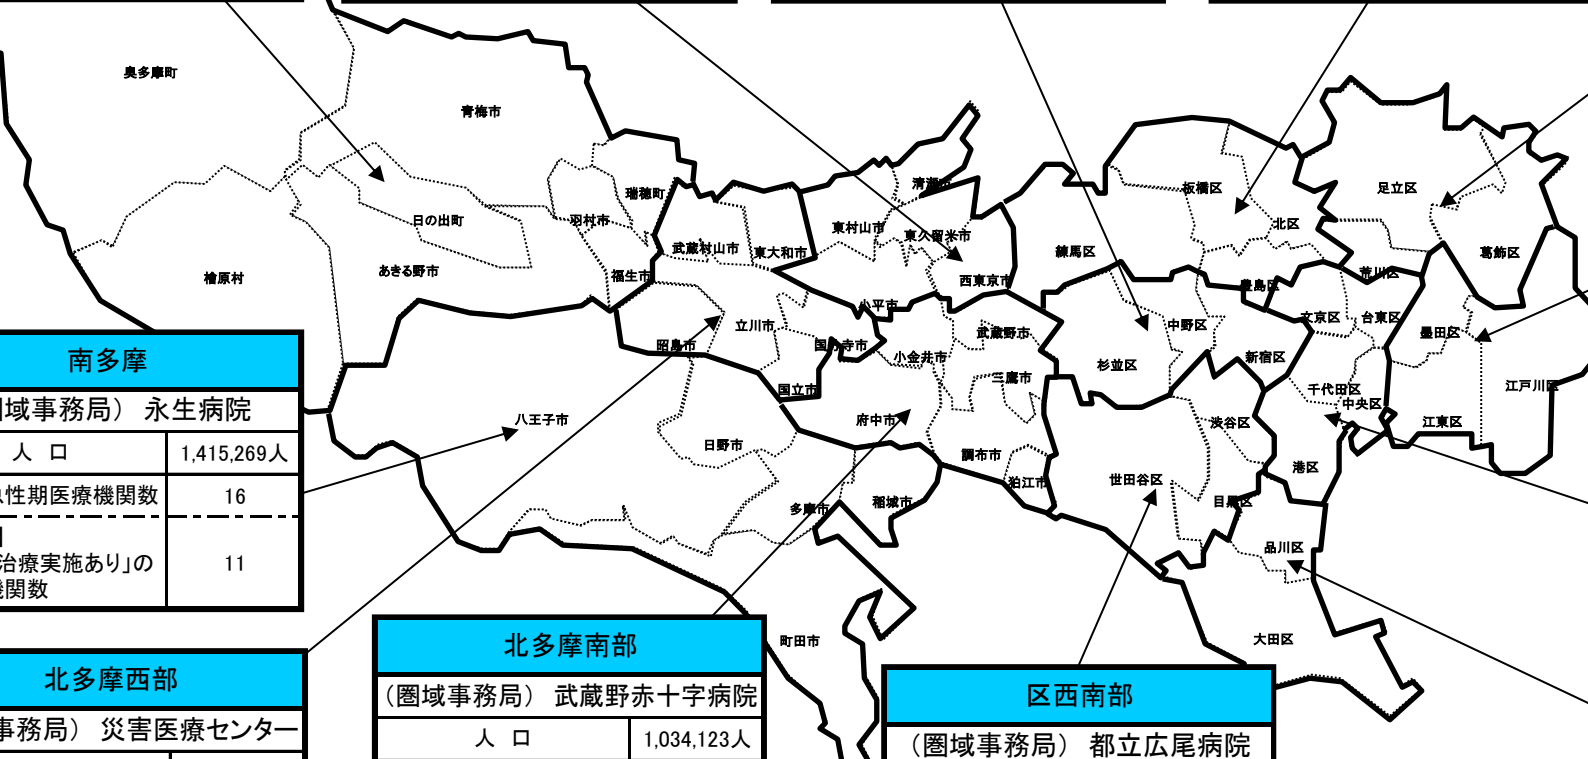 奥多摩町
青梅市
瑞穂町
日の出町
羽村市
檜原村
あきる野市
福生市
武蔵村山市
東大和市
東村山市
清瀬市
東久留米市
西東京市
小平市
昭島市
立川市
国分寺市
国立市
小金井市
武蔵野市
三鷹市
府中市
調布市
狛江市
八王子市
日野市
多摩市
稲城市
町田市
練馬区
板橋区
北区
足立区
葛飾区
荒川区
豊島区
文京区
台東区
墨田区
杉並区
中野区
新宿区
千代田区
中央区
江東区
江戸川区
渋谷区
港区
世田谷区
目黒区
品川区
大田区
南多摩
域事務局) 永生病院
人 口 1,415,269人
性期医療機関数 16
治療実施あり」の
関数
11
北多摩西部
事務局) 災害医療センター
北多摩南部
(圏域事務局) 武蔵野赤十字病院
人 口 1,034,123人
区西南部
(圏域事務局) 都立広尾病院